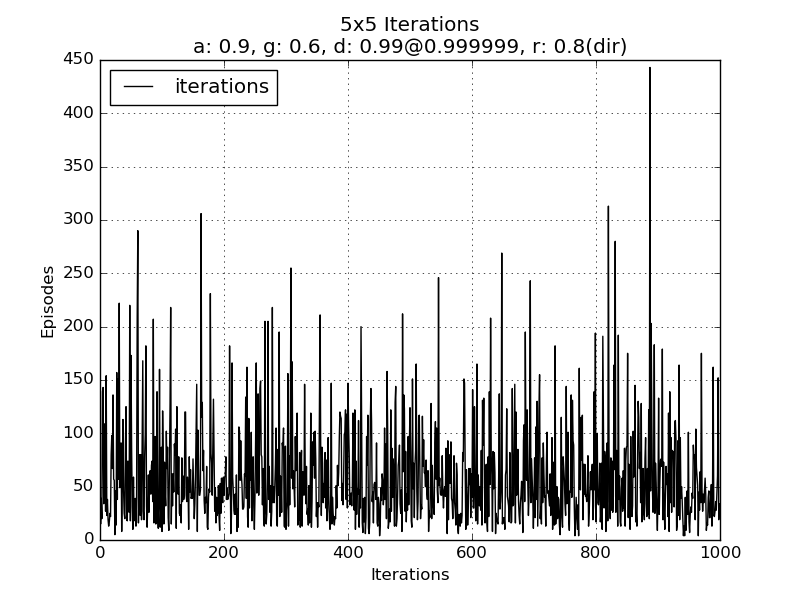 5x5 Iterations
a: 0.9, g: 0.6, d: 0.99@0.999999, r: 0.8(dir)
450
400
350
300
250
200
150
100
50
0
iterations
Episodes
0 200 400 600 800 1000
Iterations